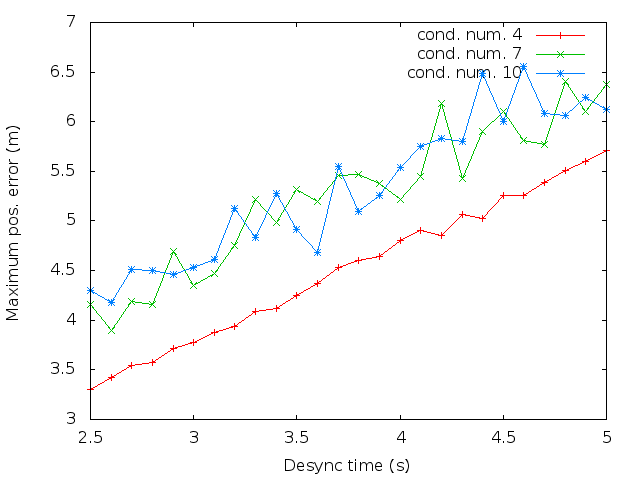 7
6.5
6
5.5
5
4.5
4
3.5
3
cond. num. 4
cond. num. 7
cond. num. 10
Maximum pos. error (m)
2.5 3 3.5 4 4.5 5
Desync time (s)